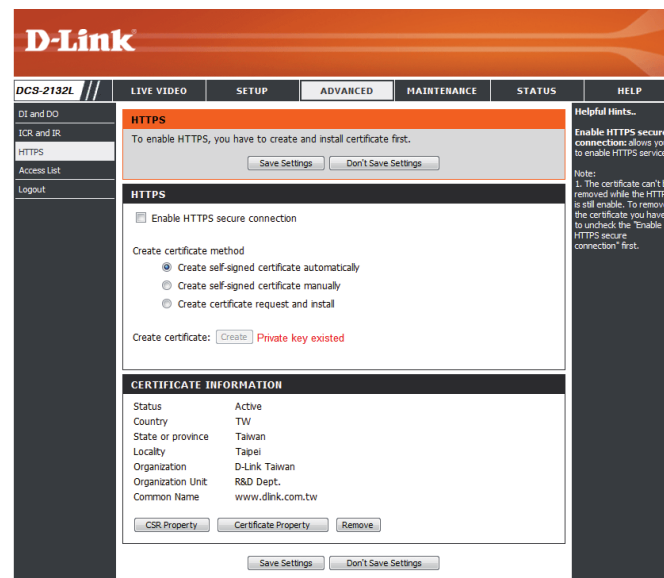 D-Link
DCS-2132L
LIVE VIDEO
SETUP
ADVANCED
MAINTENANCE
STATUS
HELP
DI and DO
ICR and IR
HTTPS
Access List
Logout
HTTPS
To enable HTTPS, you have to create and install certificate first.
Save Settings
Don't Save Settings
HTTPS
Enable HTTPS secure connection
Create certificate method
Create self-signed certificate automatically
Create self-signed certificate manually
Create certificate request and install
Create certificate: Create Private key existed
CERTIFICATE INFORMATION
Status Active
Country TW
State or province Taiwan
Locality Taipei
Organization D-Link Taiwan
Organization Unit R&D Dept.
Common Name www.dlink.com.tw
CSR Property
Certificate Property
Remove
Save Settings
Don't Save Settings
Helpful Hints..
Enable HTTPS secure
connection: allows you
to enable HTTPS service
Note:
1. The certificate can't
removed while the
is still enable. To
the certificate you have
to uncheck the "Enable
HTTPS secure
connection" first.